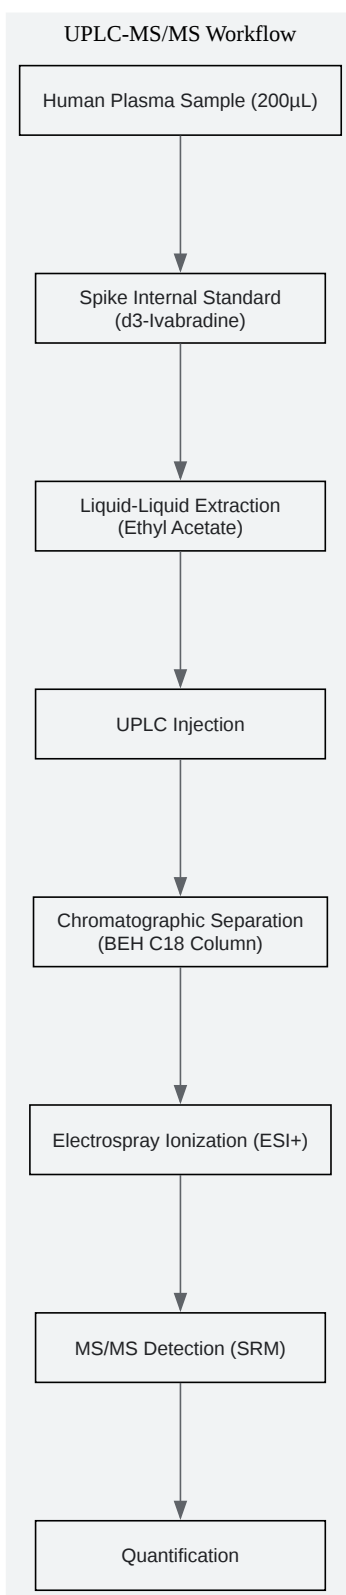 UPLC-MS/MS Workflow
Human Plasma Sample (200µL)
Spike Internal Standard
(d3-Ivabradine)
Liquid-Liquid Extraction
(Ethyl Acetate)
UPLC Injection
Chromatographic Separation
(BEH C18 Column)
Electrospray Ionization (ESI+)
MS/MS Detection (SRM)
Quantification